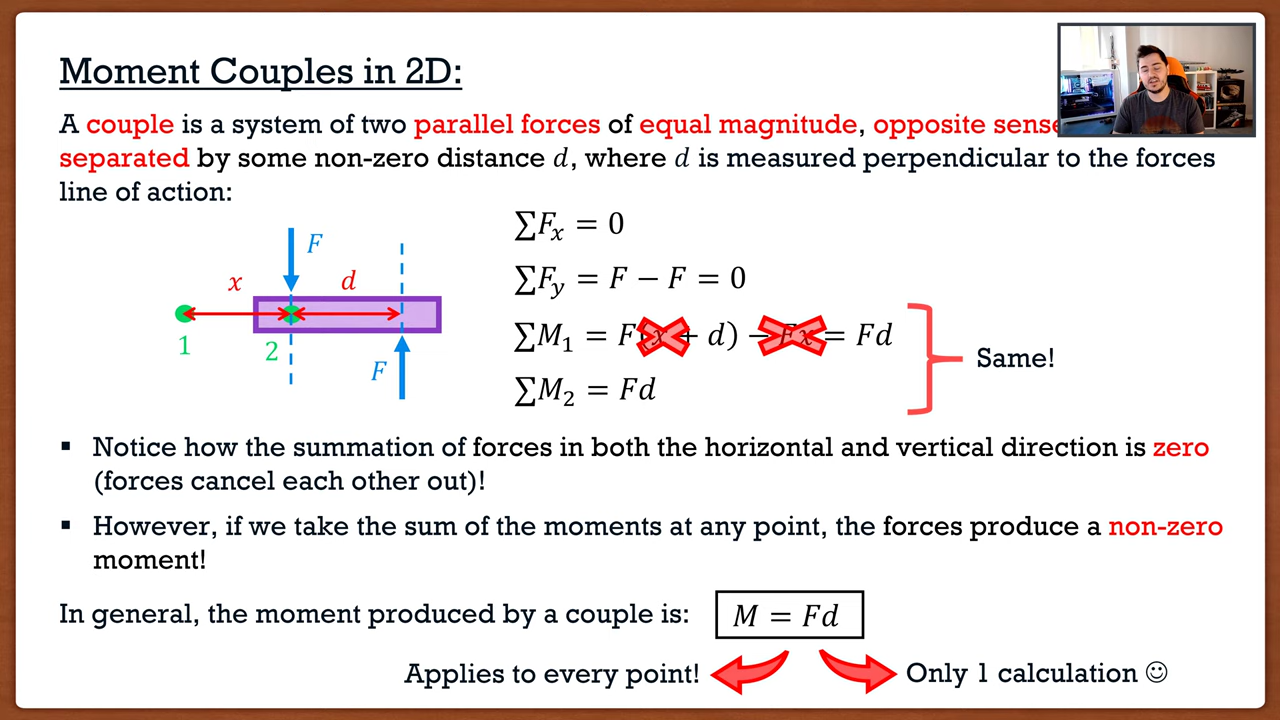 Moment Couples in 2D:
A couple is a system of two parallel forces of equal magnitude, opposite sense
separated by some non-zero distance d, where d is measured perpendicular to the forces
line of action:
F
x
d
1
2
F
∑Fx = 0
∑Fy = F − F = 0
∑M1 = F(x + d) − Fx = Fd
∑M2 = Fd
Same!
▪ Notice how the summation of forces in both the horizontal and vertical direction is zero
(forces cancel each other out)!
▪ However, if we take the sum of the moments at any point, the forces produce a non-zero
moment!
In general, the moment produced by a couple is: M = Fd
Applies to every point!
Only 1 calculation ☺